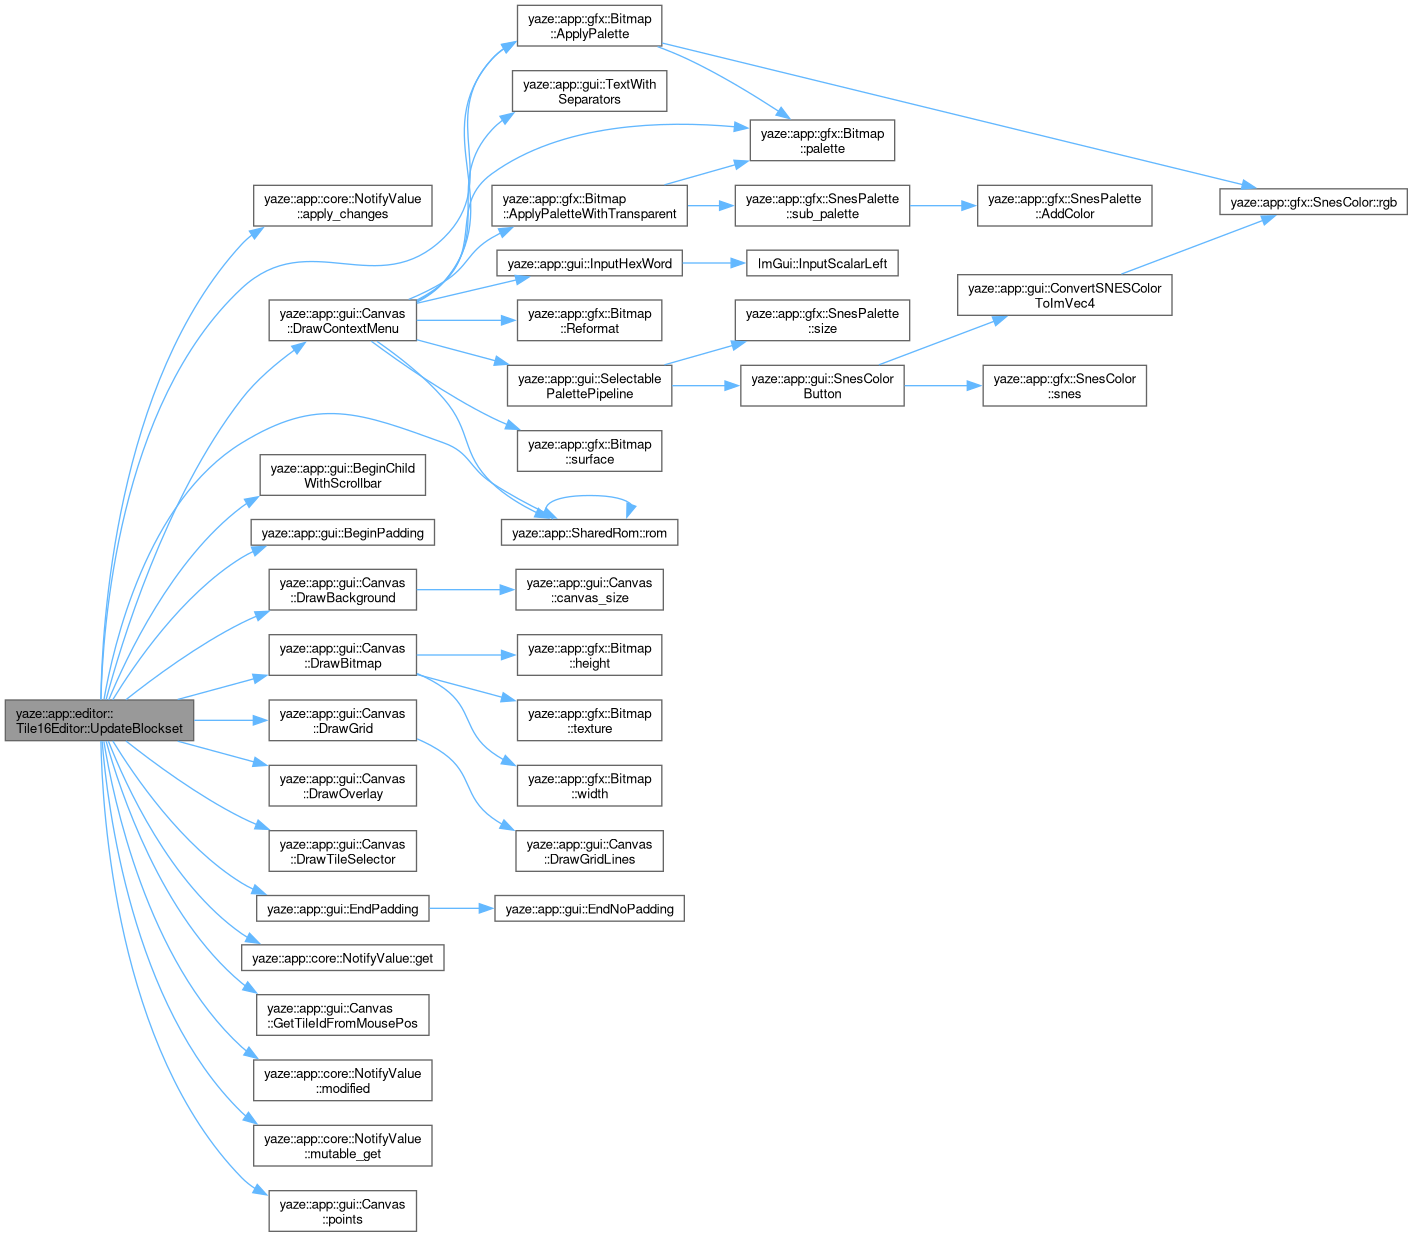 yaze::app::gfx::Bitmap
::ApplyPalette
yaze::app::gui::TextWith
Separators
yaze::app::gfx::Bitmap
::palette
yaze::app::core::NotifyValue
::apply_changes
yaze::app::gfx::Bitmap
::ApplyPaletteWithTransparent
yaze::app::gfx::SnesPalette
::sub_palette
yaze::app::gfx::SnesPalette
::AddColor
yaze::app::gfx::SnesColor::rgb
yaze::app::gui::InputHexWord
ImGui::InputScalarLeft
yaze::app::gui::ConvertSNESColor
ToImVec4
yaze::app::gui::Canvas
::DrawContextMenu
yaze::app::gfx::Bitmap
::Reformat
yaze::app::gfx::SnesPalette
::size
yaze::app::gui::Selectable
PalettePipeline
yaze::app::gui::SnesColor
Button
yaze::app::gfx::SnesColor
::snes
yaze::app::gfx::Bitmap
::surface
yaze::app::gui::BeginChild
WithScrollbar
yaze::app::gui::BeginPadding
yaze::app::SharedRom::rom
yaze::app::gui::Canvas
::DrawBackground
yaze::app::gui::Canvas
::canvas_size
yaze::app::gui::Canvas
::DrawBitmap
yaze::app::gfx::Bitmap
::height
yaze::app::editor::
Tile16Editor::UpdateBlockset
yaze::app::gui::Canvas
::DrawGrid
yaze::app::gfx::Bitmap
::texture
yaze::app::gui::Canvas
::DrawOverlay
yaze::app::gfx::Bitmap
::width
yaze::app::gui::Canvas
::DrawTileSelector
yaze::app::gui::Canvas
::DrawGridLines
yaze::app::gui::EndPadding
yaze::app::gui::EndNoPadding
yaze::app::core::NotifyValue::get
yaze::app::gui::Canvas
::GetTileIdFromMousePos
yaze::app::core::NotifyValue
::modified
yaze::app::core::NotifyValue
::mutable_get
yaze::app::gui::Canvas
::points